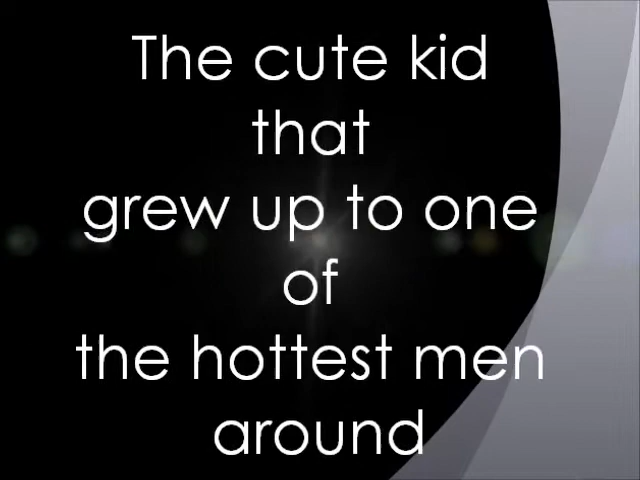 The cute kid
that
grew up to one
of
the hottest men
around